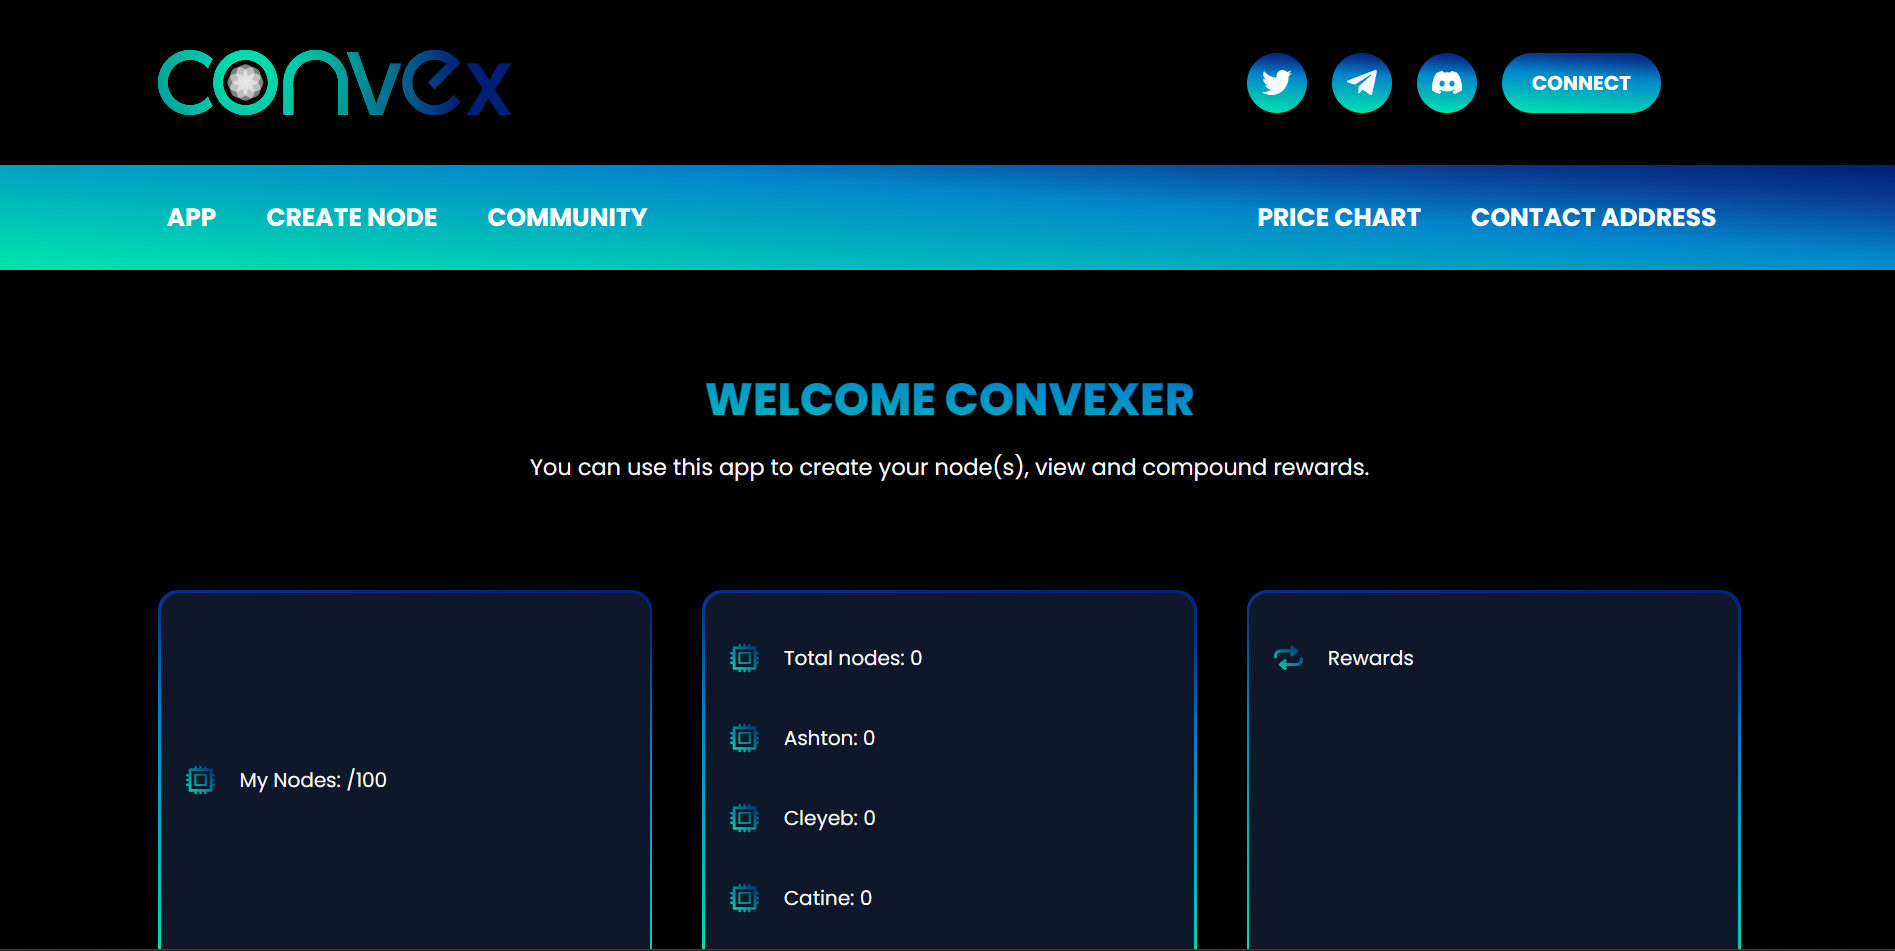 convex
CONNECT
APP CREATE NODE COMMUNITY PRICE CHART CONTACT ADDRESS
WELCOME CONVEXER
You can use this app to create your node(s), view and compound rewards.
My Nodes: /100
Total nodes: 0
Ashton: 0
Cleyeb: 0
Catine: 0
Rewards